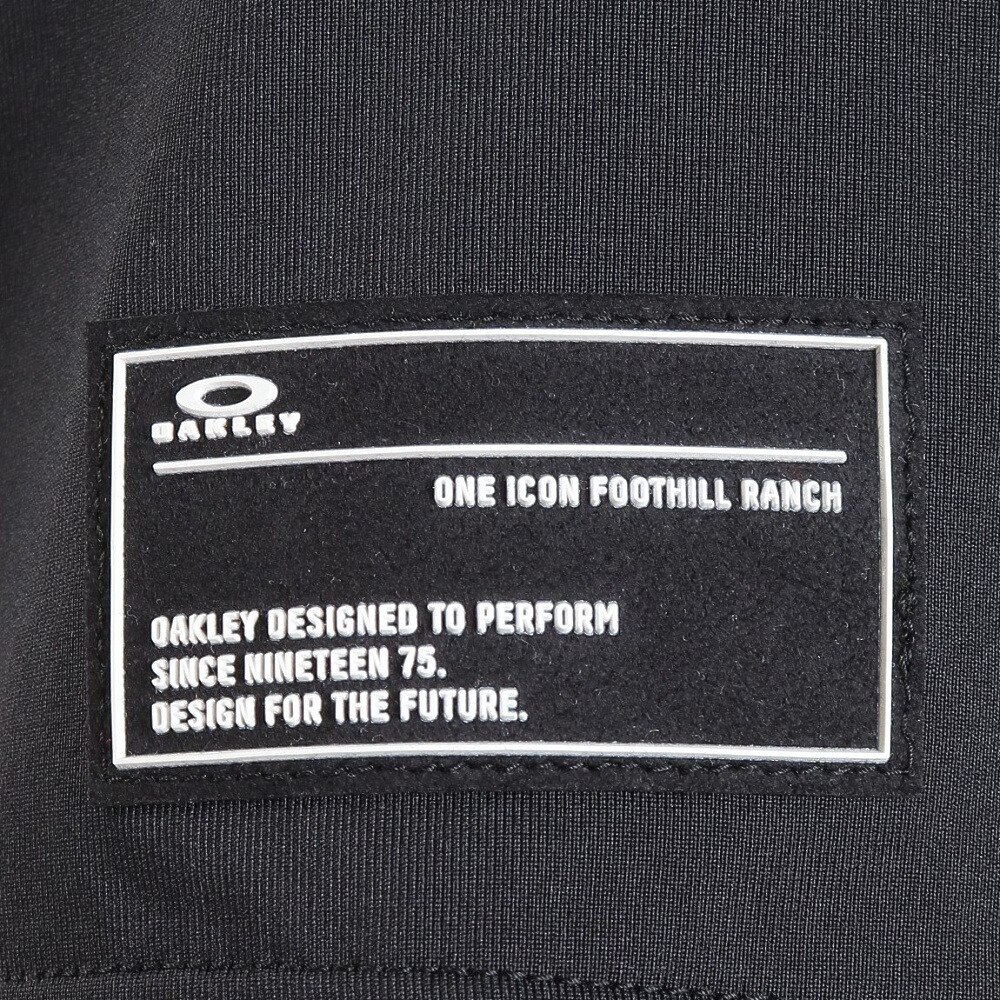 OAKLEY
ONE ICON FOOTHILL RANCH
OAKLEY DESIGNED TO PERFORM
SINCE NINETEEN 75.
DESIGN FOR THE FUTURE.